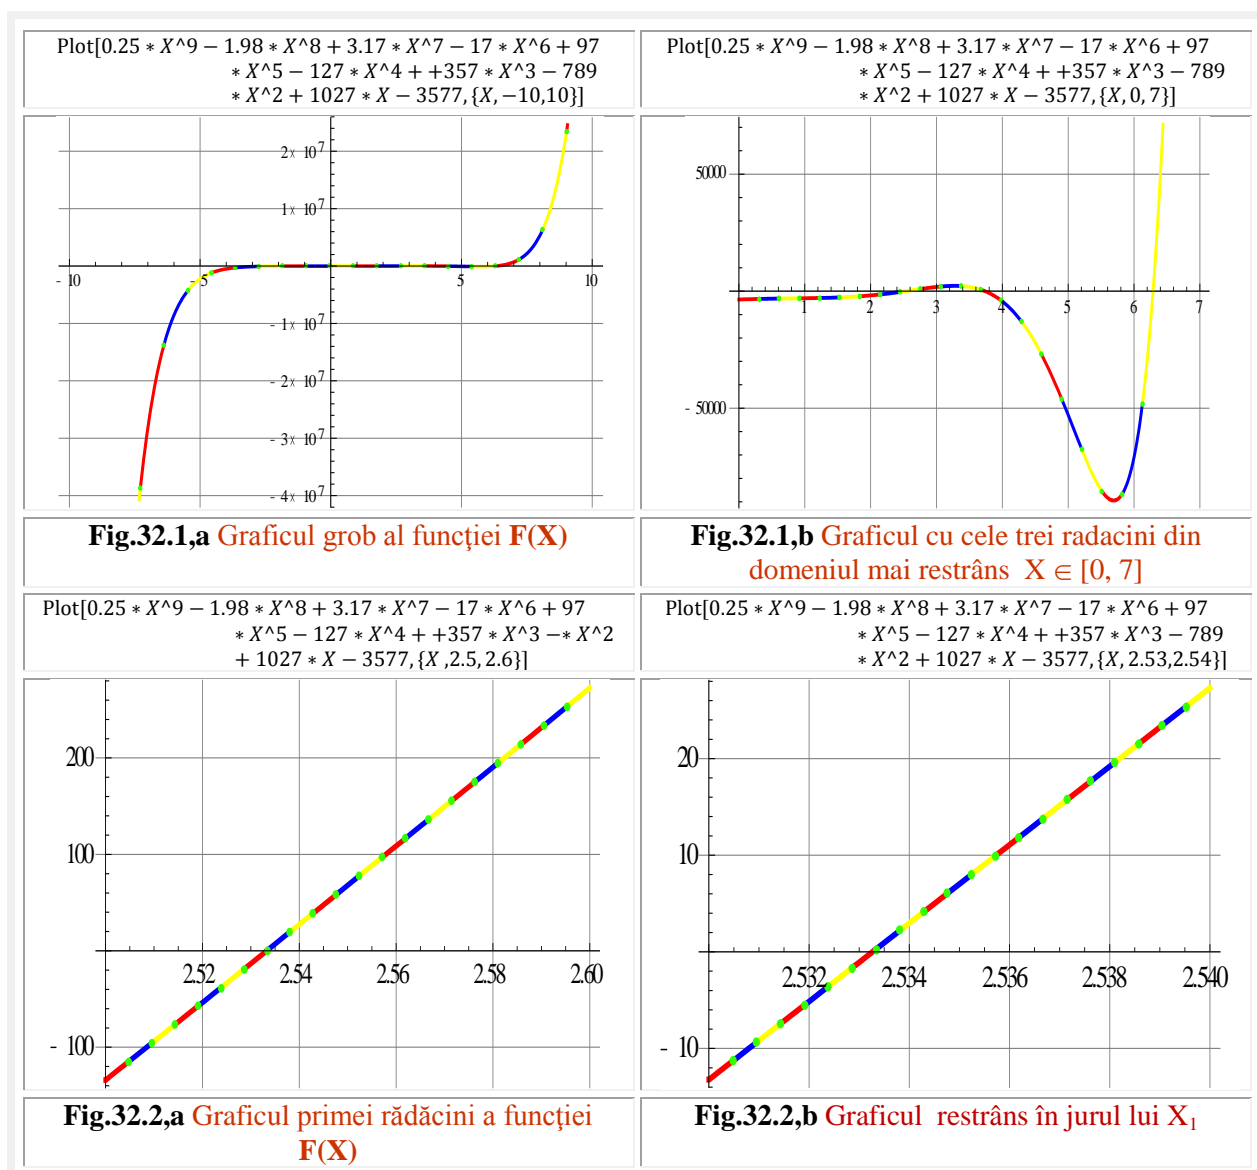 Plot[0.25 * X^9 − 1.98 * X^8 + 3.17 * X^7 − 17 * X^6 + 97
* X^5 − 127 * X^4 + +357 * X^3 − 789
* X^2 + 1027 * X − 3577, {X, −10,10}]
Plot[0.25 * X^9 − 1.98 * X^8 + 3.17 * X^7 − 17 * X^6 + 97
* X^5 − 127 * X^4 + +357 * X^3 − 789
* X^2 + 1027 * X − 3577, {X, 0,7}]
2× 10^7
1× 10^7
- 10
- 5
5
10
- 1× 10^7
- 2× 10^7
- 3× 10^7
- 4× 10^7
50000
1 2 3 4 5 6 7
- 50000
Fig.32.1,a Graficul grob al funcţiei F(X)
Fig.32.1,b Graficul cu cele trei radacini din
domeniul mai restrâns X ∈ [0, 7]
Plot[0.25 * X^9 − 1.98 * X^8 + 3.17 * X^7 − 17 * X^6 + 97
* X^5 − 127 * X^4 + +357 * X^3 −* X^2
+ 1027 * X − 3577, {X ,2.5, 2.6}]
Plot[0.25 * X^9 − 1.98 * X^8 + 3.17 * X^7 − 17 * X^6 + 97
* X^5 − 127 * X^4 + +357 * X^3 − 789
* X^2 + 1027 * X − 3577, {X, 2.53,2.54}]
200
100
2.52 2.54 2.56 2.58 2.60
- 100
20
10
2.532 2.534 2.536 2.538 2.540
- 10
Fig.32.2,a Graficul primei rădăcini a funcţiei
F(X)
Fig.32.2,b Graficul restrâns în jurul lui X₁